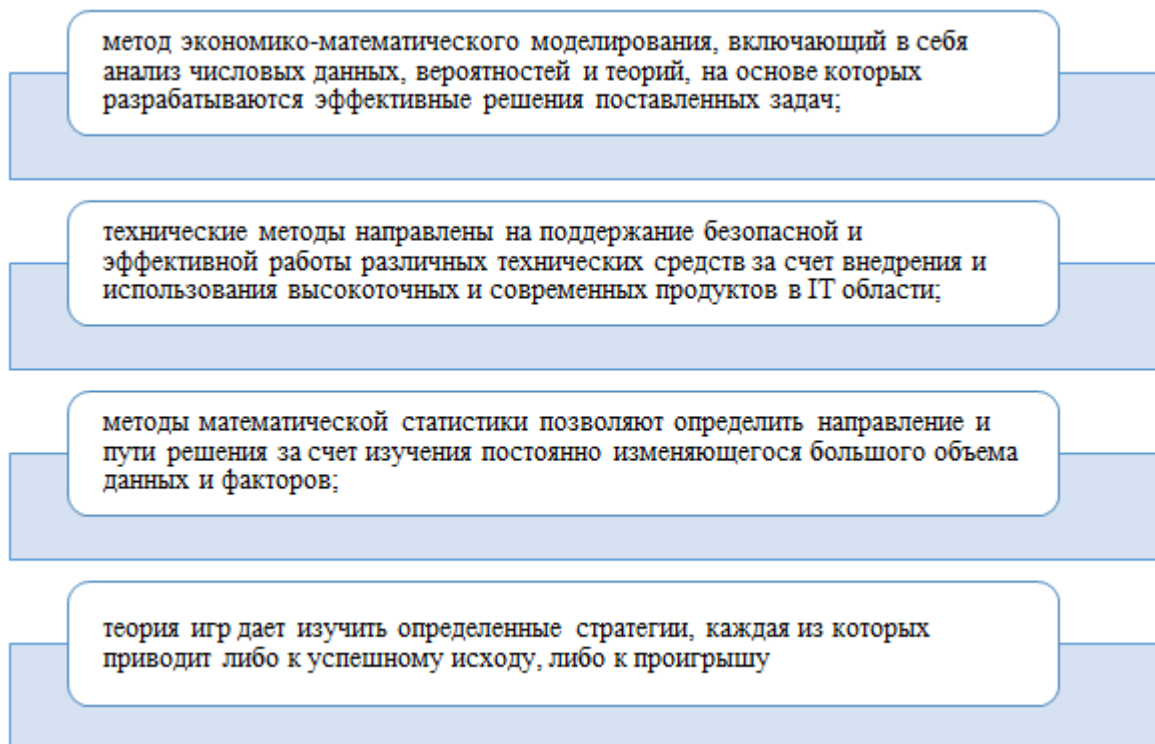 метод экономико-математического моделирования, включающий в себя
анализ числовых данных, вероятностей и теорий, на основе которых
разрабатываются эффективные решения поставленных задач;
технические методы направлены на поддержание безопасной и
эффективной работы различных технических средств за счет внедрения и
использования высокоточных и современных продуктов в IT области;
методы математической статистики позволяют определить направление и
пути решения за счет изучения постоянно изменяющегося большого объема
данных и факторов;
теория игр дает изучить определенные стратегии, каждая из которых
приводит либо к успешному исходу, либо к проигрышу